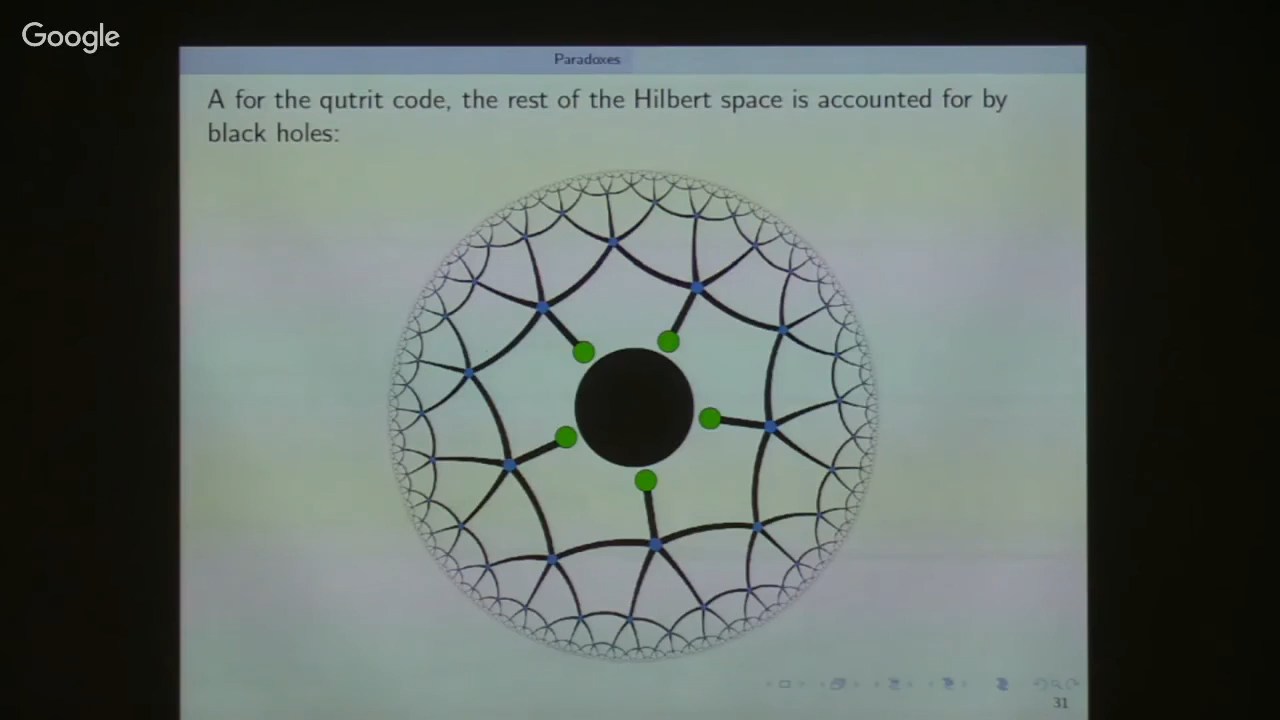 Google
Paradoxes
A for the qutrit code, the rest of the Hilbert space is accounted for by
black holes:
31